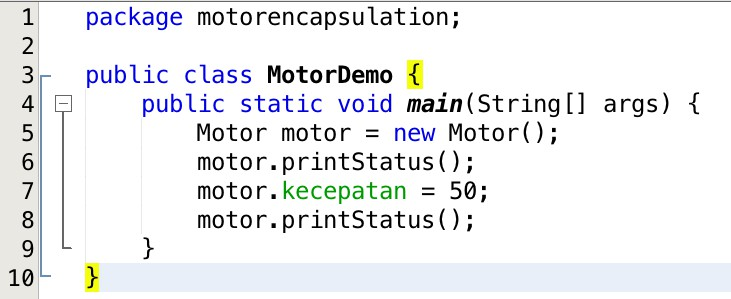 1 package motorencapsulation;
2
3 public class MotorDemo {
4 public static void main(String[] args) {
5 Motor motor = new Motor();
6 motor.printStatus();
7 motor.kecepatan = 50;
8 motor.printStatus();
9 }
10 }